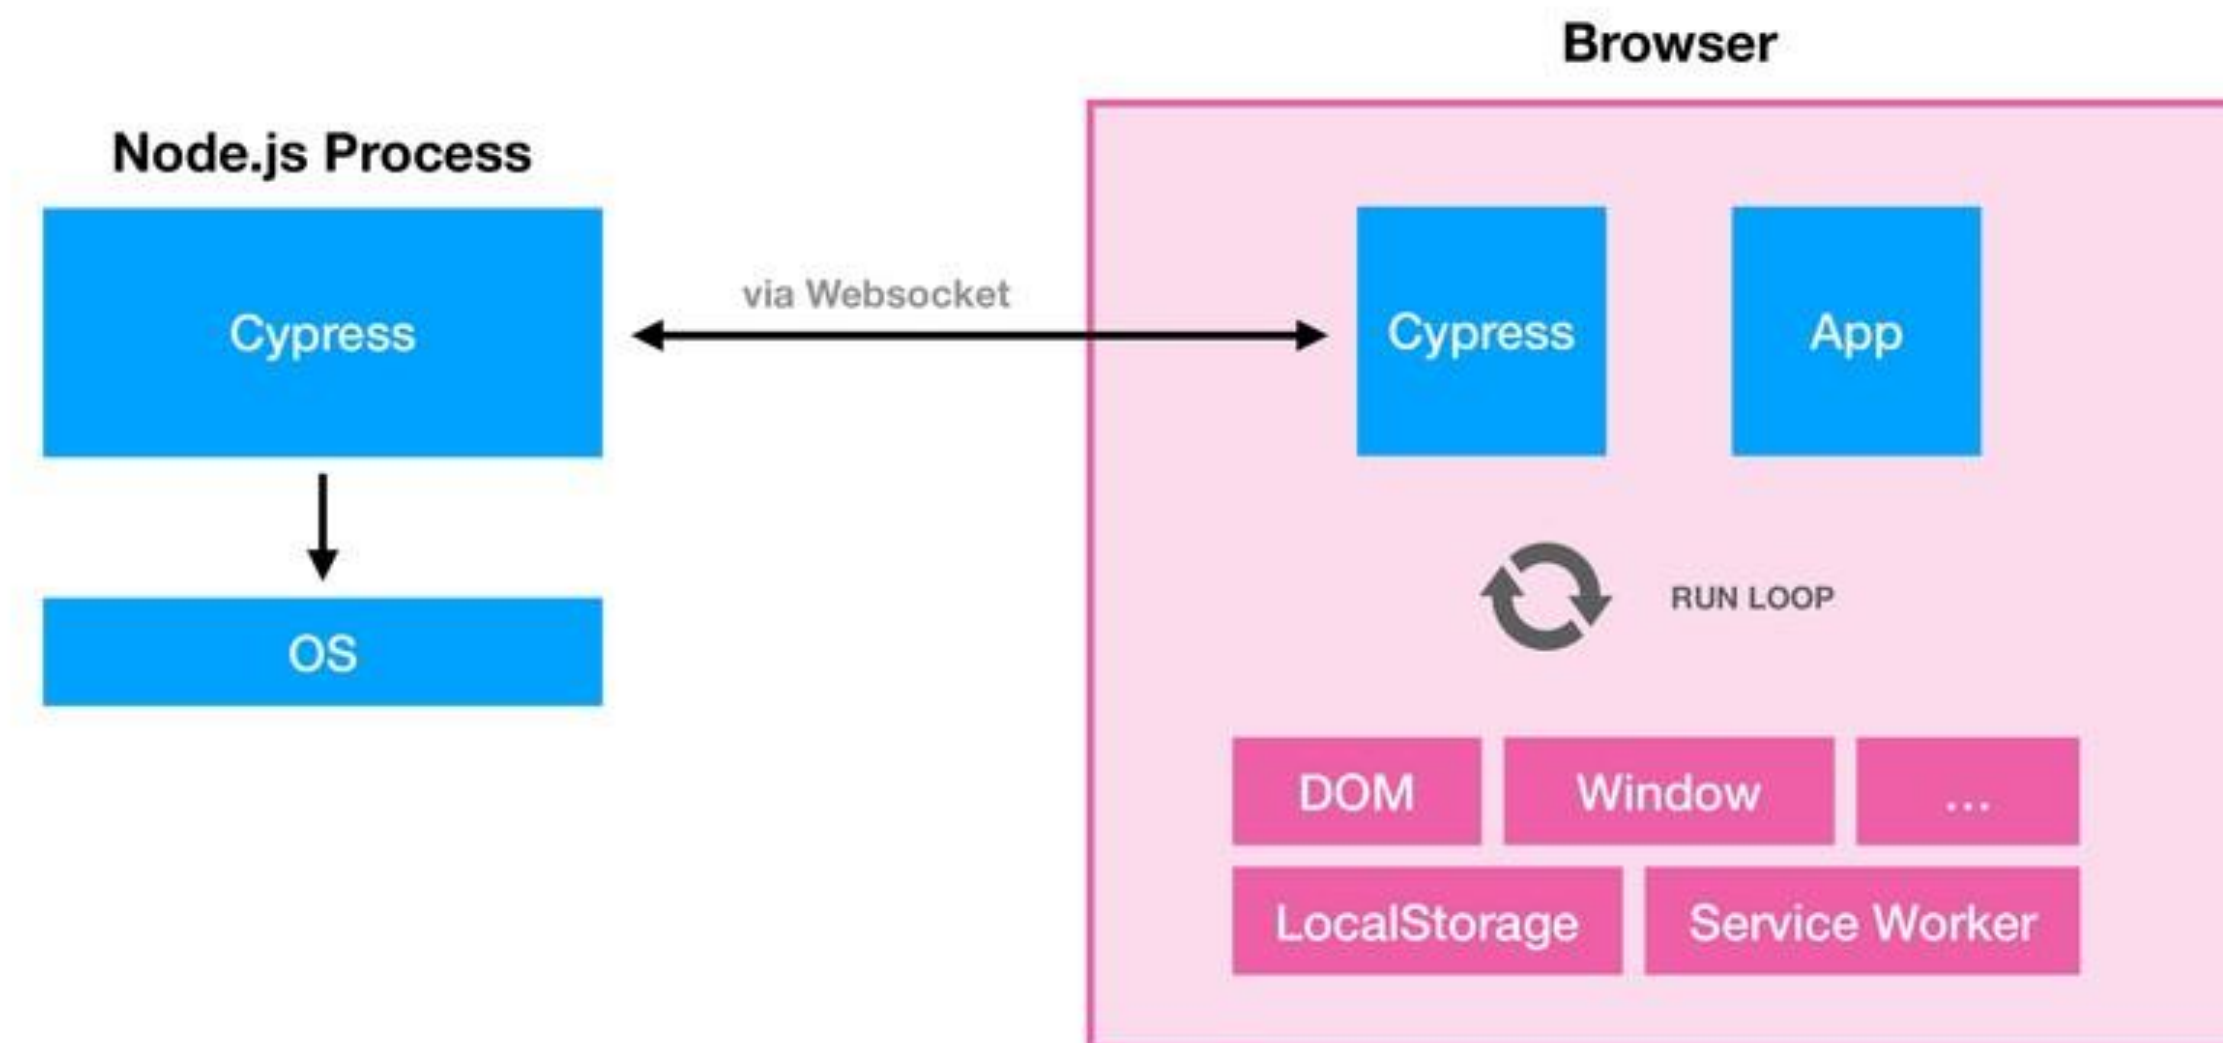 Browser
Node.js Process
Cypress
via Websocket
Cypress
App
OS
RUN LOOP
DOM
Window
...
LocalStorage
Service Worker